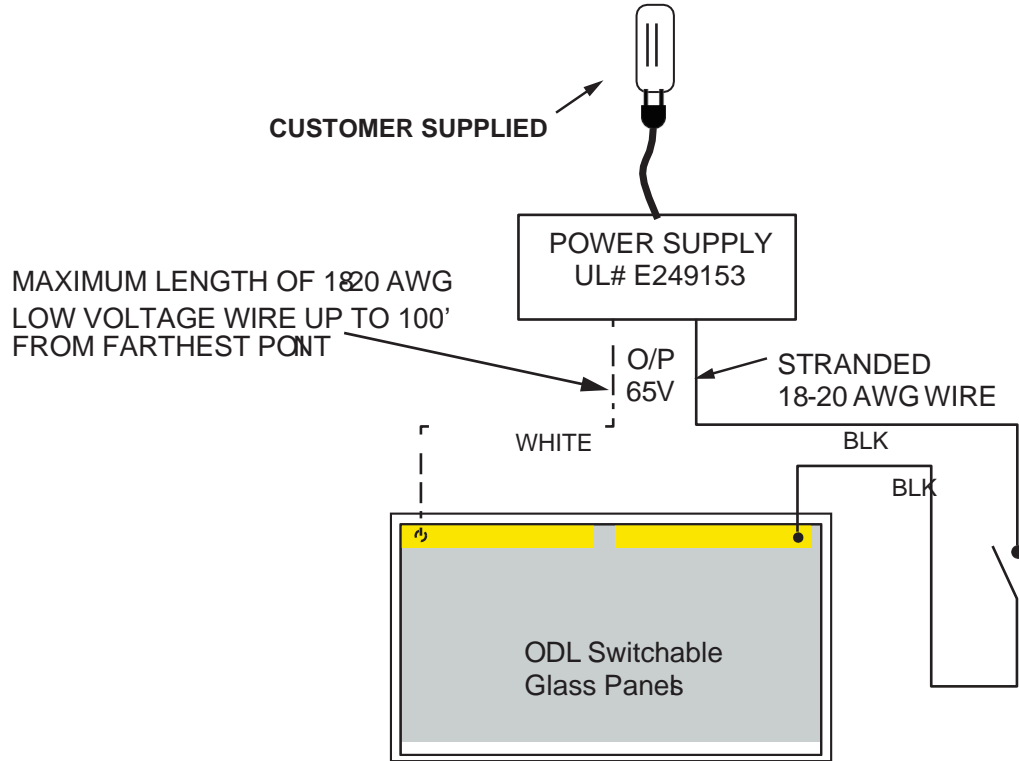 CUSTOMER SUPPLIED
POWER SUPPLY
UL# E249153
MAXIMUM LENGTH OF 18-20 AWG
LOW VOLTAGE WIRE UP TO 100'
FROM FARTHEST POINT
O/P
65V
STRANDED
18-20 AWG WIRE
WHITE
BLK
BLK
ODL Switchable
Glass Panels